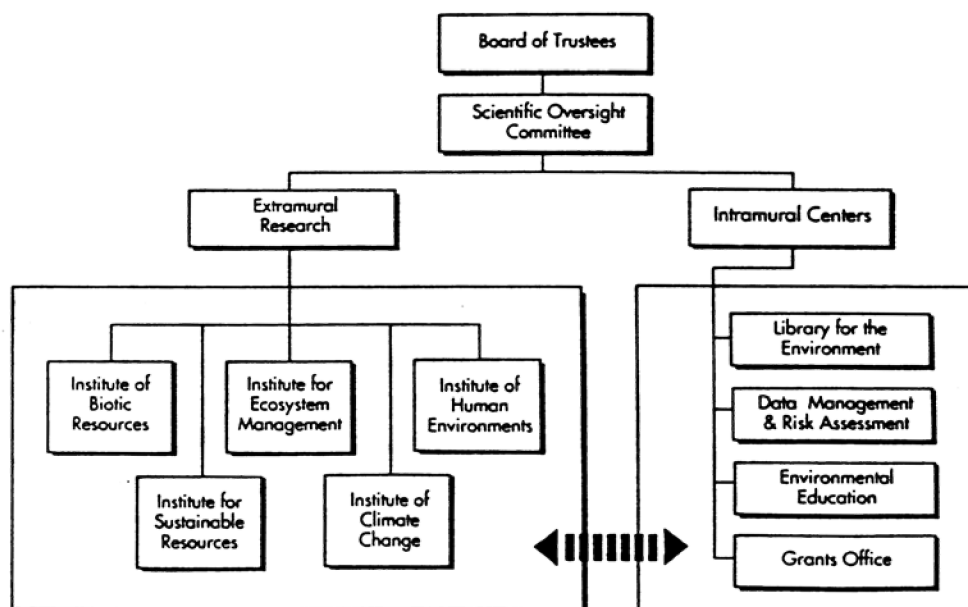 Board of Trustees
Scientific Oversight
Committee
Extramural
Research
Intramural Centers
Institute of
Biotic
Resources
Institute for
Ecosystem
Management
Institute of
Human
Environments
Institute for
Sustainable
Resources
Institute of
Climate
Change
Library for the
Environment
Data Management
& Risk Assessment
Environmental
Education
Grants Office